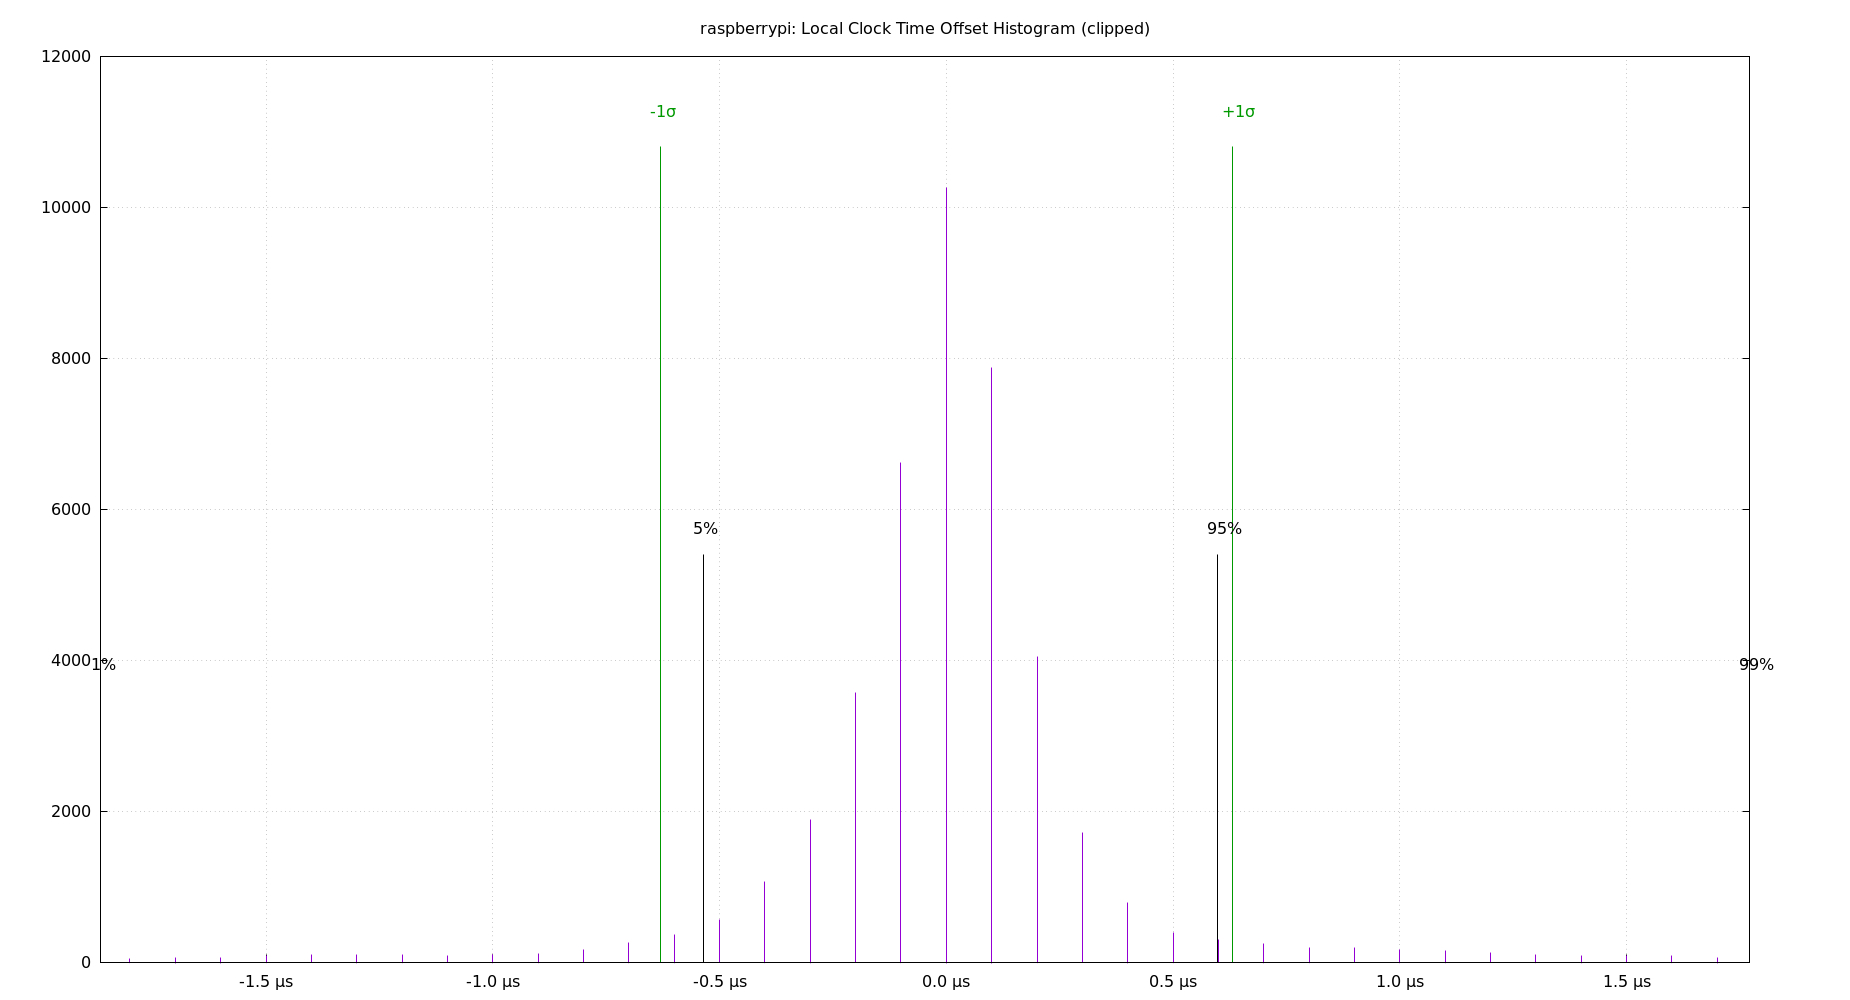 raspberrypi: Local Clock Time Offset Histogram (clipped)
12000
-1σ +1σ
10000
8000
6000
5% 95%
4000 1% 99%
2000
0
-1.5 μs -1.0 μs -0.5 μs 0.0 μs 0.5 μs 1.0 μs 1.5 μs